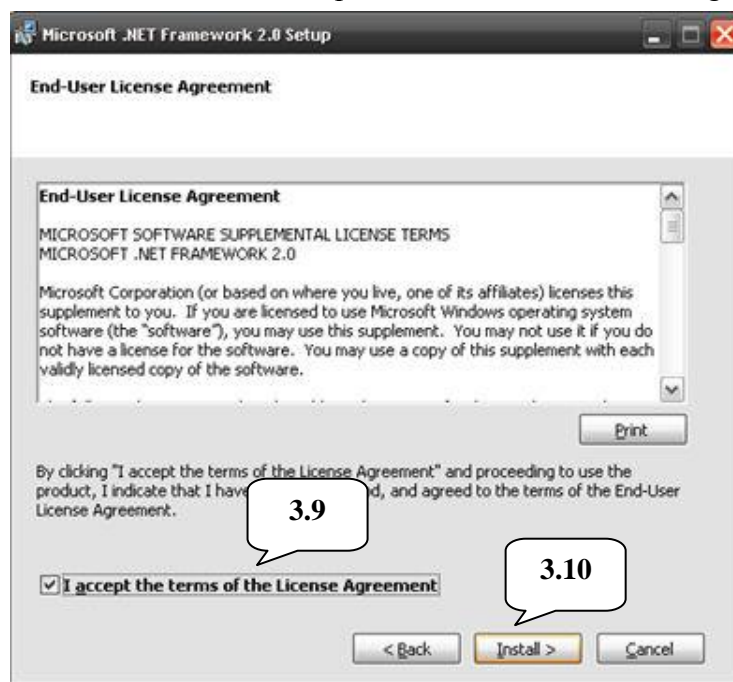 Microsoft .NET Framework 2.0 Setup
End-User License Agreement
End-User License Agreement
MICROSOFT SOFTWARE SUPPLEMENTAL LICENSE TERMS
MICROSOFT .NET FRAMEWORK 2.0
Microsoft Corporation (or based on where you live, one of its affiliates) licenses this
supplement to you. If you are licensed to use Microsoft Windows operating system
software (the "software"), you may use this supplement. You may not use it if you do
not have a license for the software. You may use a copy of this supplement with each
validly licensed copy of the software.
Print
By clicking "I accept the terms of the License Agreement" and proceeding to use the
product, I indicate that I have d, and agreed to the terms of the End-User
License Agreement.
3.9
I accept the terms of the License Agreement
3.10
< Back
Install >
Cancel